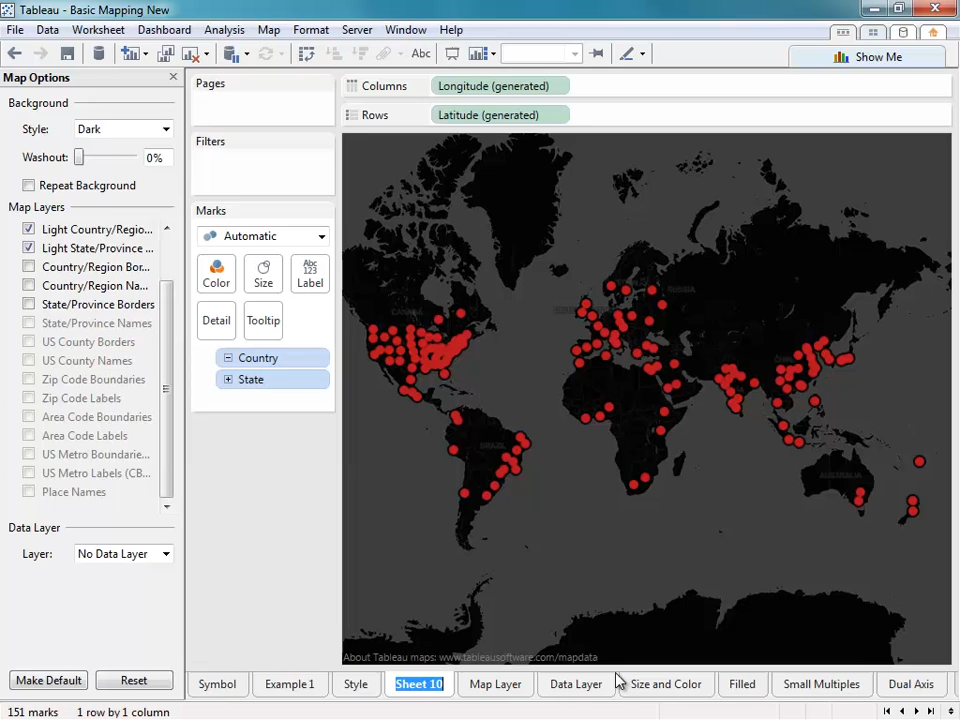 Tableau - Basic Mapping New
File Data Worksheet Dashboard Analysis Map Format Server Window Help
Abc
Show Me
Map Options
Background
Style: Dark
Washout: 0%
Repeat Background
Map Layers
Light Country/Regio...
Light State/Province ...
Country/Region Bor...
Country/Region Na...
State/Province Borders
State/Province Names
US County Borders
US County Names
Zip Code Boundaries
Zip Code Labels
Area Code Boundaries
Area Code Labels
US Metro Boundarie...
US Metro Labels (CB...
Place Names
Data Layer
Layer: No Data Layer
Make Default Reset
Pages
Filters
Marks
Automatic
Color Size Abc 123 Label
Detail Tooltip
Country
State
Columns Longitude (generated)
Rows Latitude (generated)
CANADA
RUSSIA
BRAZIL
AUSTRALIA
About Tableau maps: www.tableausoftware.com/mapdata
Symbol Example 1 Style Sheet 10 Map Layer Data Layer Size and Color Filled Small Multiples Dual Axis
151 marks 1 row by 1 column